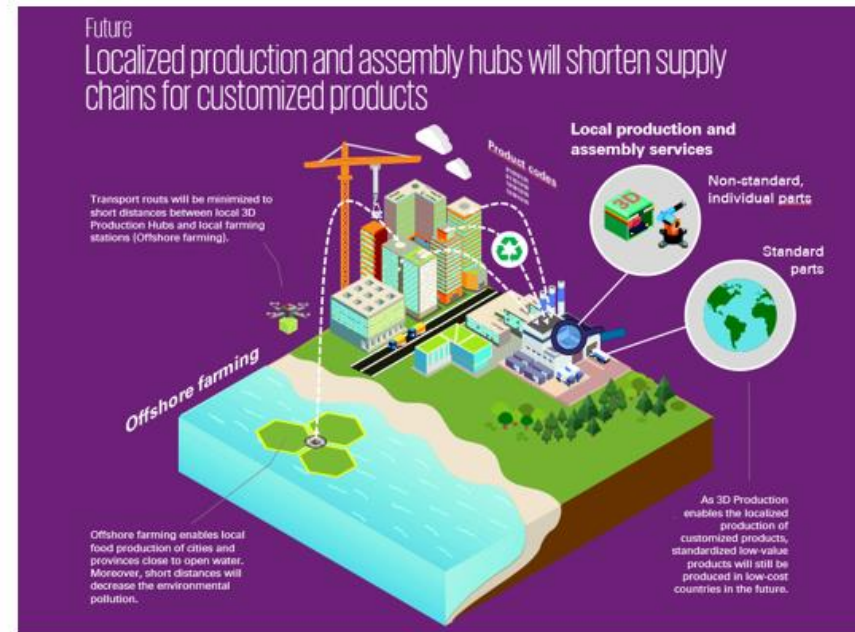 Future
Localized production and assembly hubs will shorten supply
chains for customized products
Local production and
assembly services
Product codes
Non-standard,
individual parts
3D
Transport routs will be minimized to
short distances between local 3D
Production Hubs and local farming
stations (Offshore farming).
Standard
parts
Offshore farming
Offshore farming enables local
food production of cities and
provinces close to open water.
Moreover, short distances will
decrease the environmental
pollution.
As 3D Production
enables the localized
production of
customized products,
standardized low-value
products will still be
produced in low-cost
countries in the future.